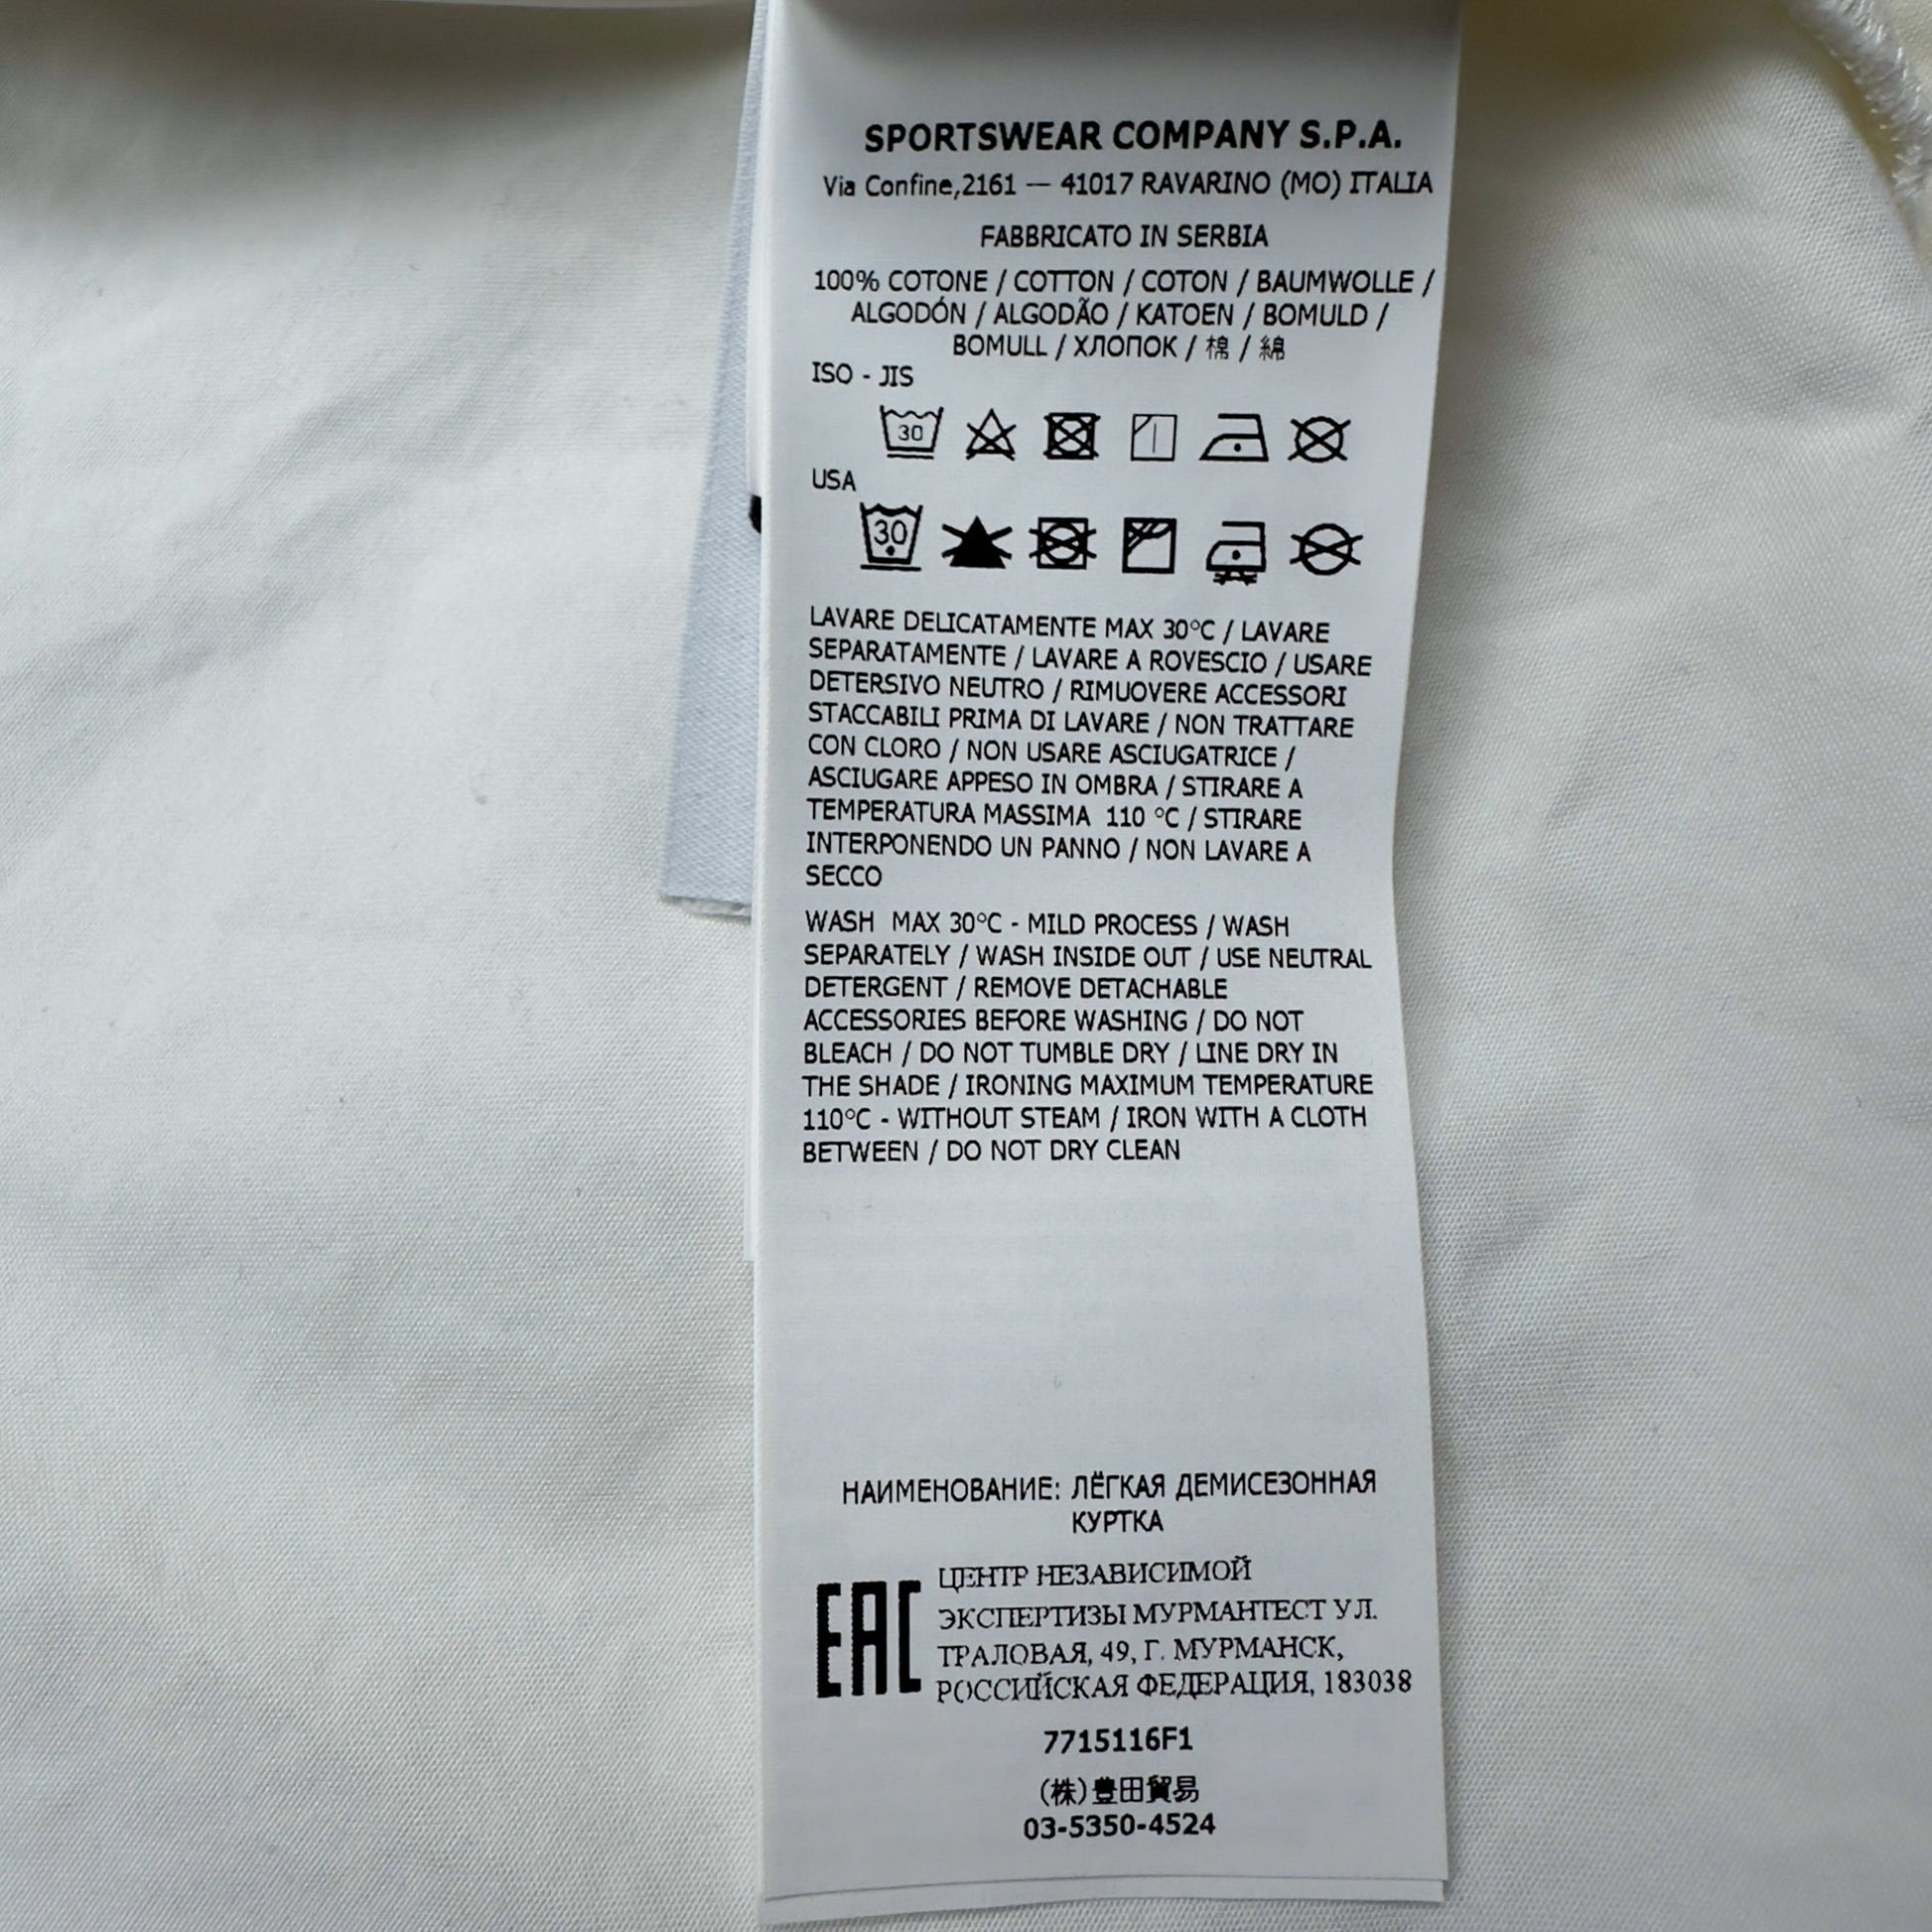 SPORTSWEAR COMPANY S.P.A.
Via Confine,2161 — 41017 RAVARINO (MO) ITALIA
FABBRICATO IN SERBIA
100% COTONE / COTTON / COTON / BAUMWOLLE /
ALGODÓN / ALGODÃO / KATOEN / BOMULD /
BOMULL / ХЛОПОК / 棉 / 綿
ISO - JIS
30
USA
30
LAVARE DELICATAMENTE MAX 30°C / LAVARE
SEPARATAMENTE / LAVARE A ROVESCIO / USARE
DETERSIVO NEUTRO / RIMUOVERE ACCESSORI
STACCABILI PRIMA DI LAVARE / NON TRATTARE
CON CLORO / NON USARE ASCIUGATRICE /
ASCIUGARE APPESO IN OMBRA / STIRARE A
TEMPERATURA MASSIMA 110 °C / STIRARE
INTERPONENDO UN PANNO / NON LAVARE A
SECCO
WASH MAX 30°C - MILD PROCESS / WASH
SEPARATELY / WASH INSIDE OUT / USE NEUTRAL
DETERGENT / REMOVE DETACHABLE
ACCESSORIES BEFORE WASHING / DO NOT
BLEACH / DO NOT TUMBLE DRY / LINE DRY IN
THE SHADE / IRONING MAXIMUM TEMPERATURE
110°C - WITHOUT STEAM / IRON WITH A CLOTH
BETWEEN / DO NOT DRY CLEAN
НАИМЕНОВАНИЕ: ЛЁГКАЯ ДЕМИСЕЗОННАЯ
КУРТКА
EAC
ЦЕНТР НЕЗАВИСИМОЙ
ЭКСПЕРТИЗЫ МУРМАНТЕСТ УЛ.
ТРАЛОВАЯ, 49, Г. МУРМАНСК,
РОССИЙСКАЯ ФЕДЕРАЦИЯ, 183038
7715116F1
(株)豊田貿易
03-5350-4524